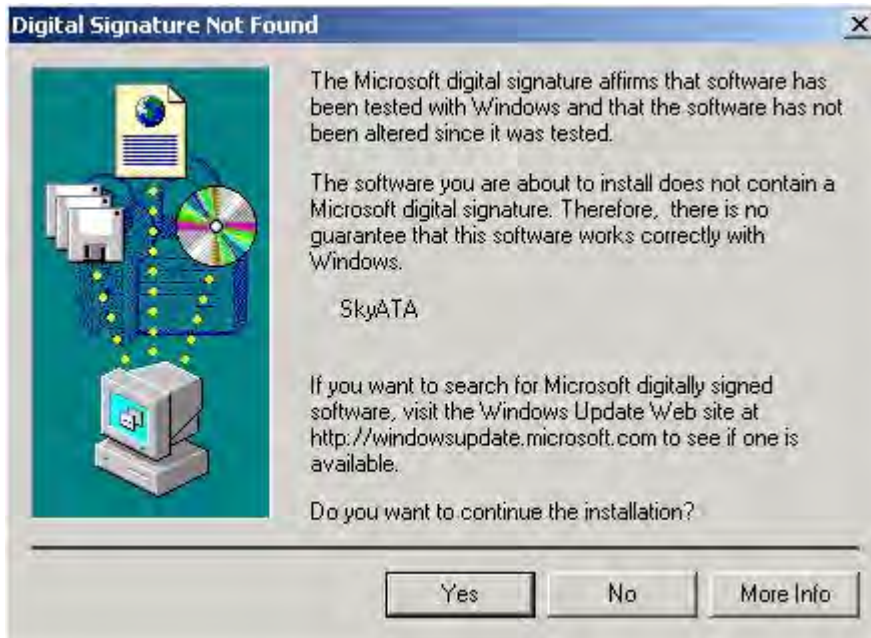 Digital Signature Not Found
The Microsoft digital signature affirms that software has
been tested with Windows and that the software has not
been altered since it was tested.
The software you are about to install does not contain a
Microsoft digital signature. Therefore, there is no
guarantee that this software works correctly with
Windows.
SkyATA
If you want to search for Microsoft digitally signed
software, visit the Windows Update Web site at
http://windowsupdate.microsoft.com to see if one is
available.
Do you want to continue the installation?
Yes No More Info